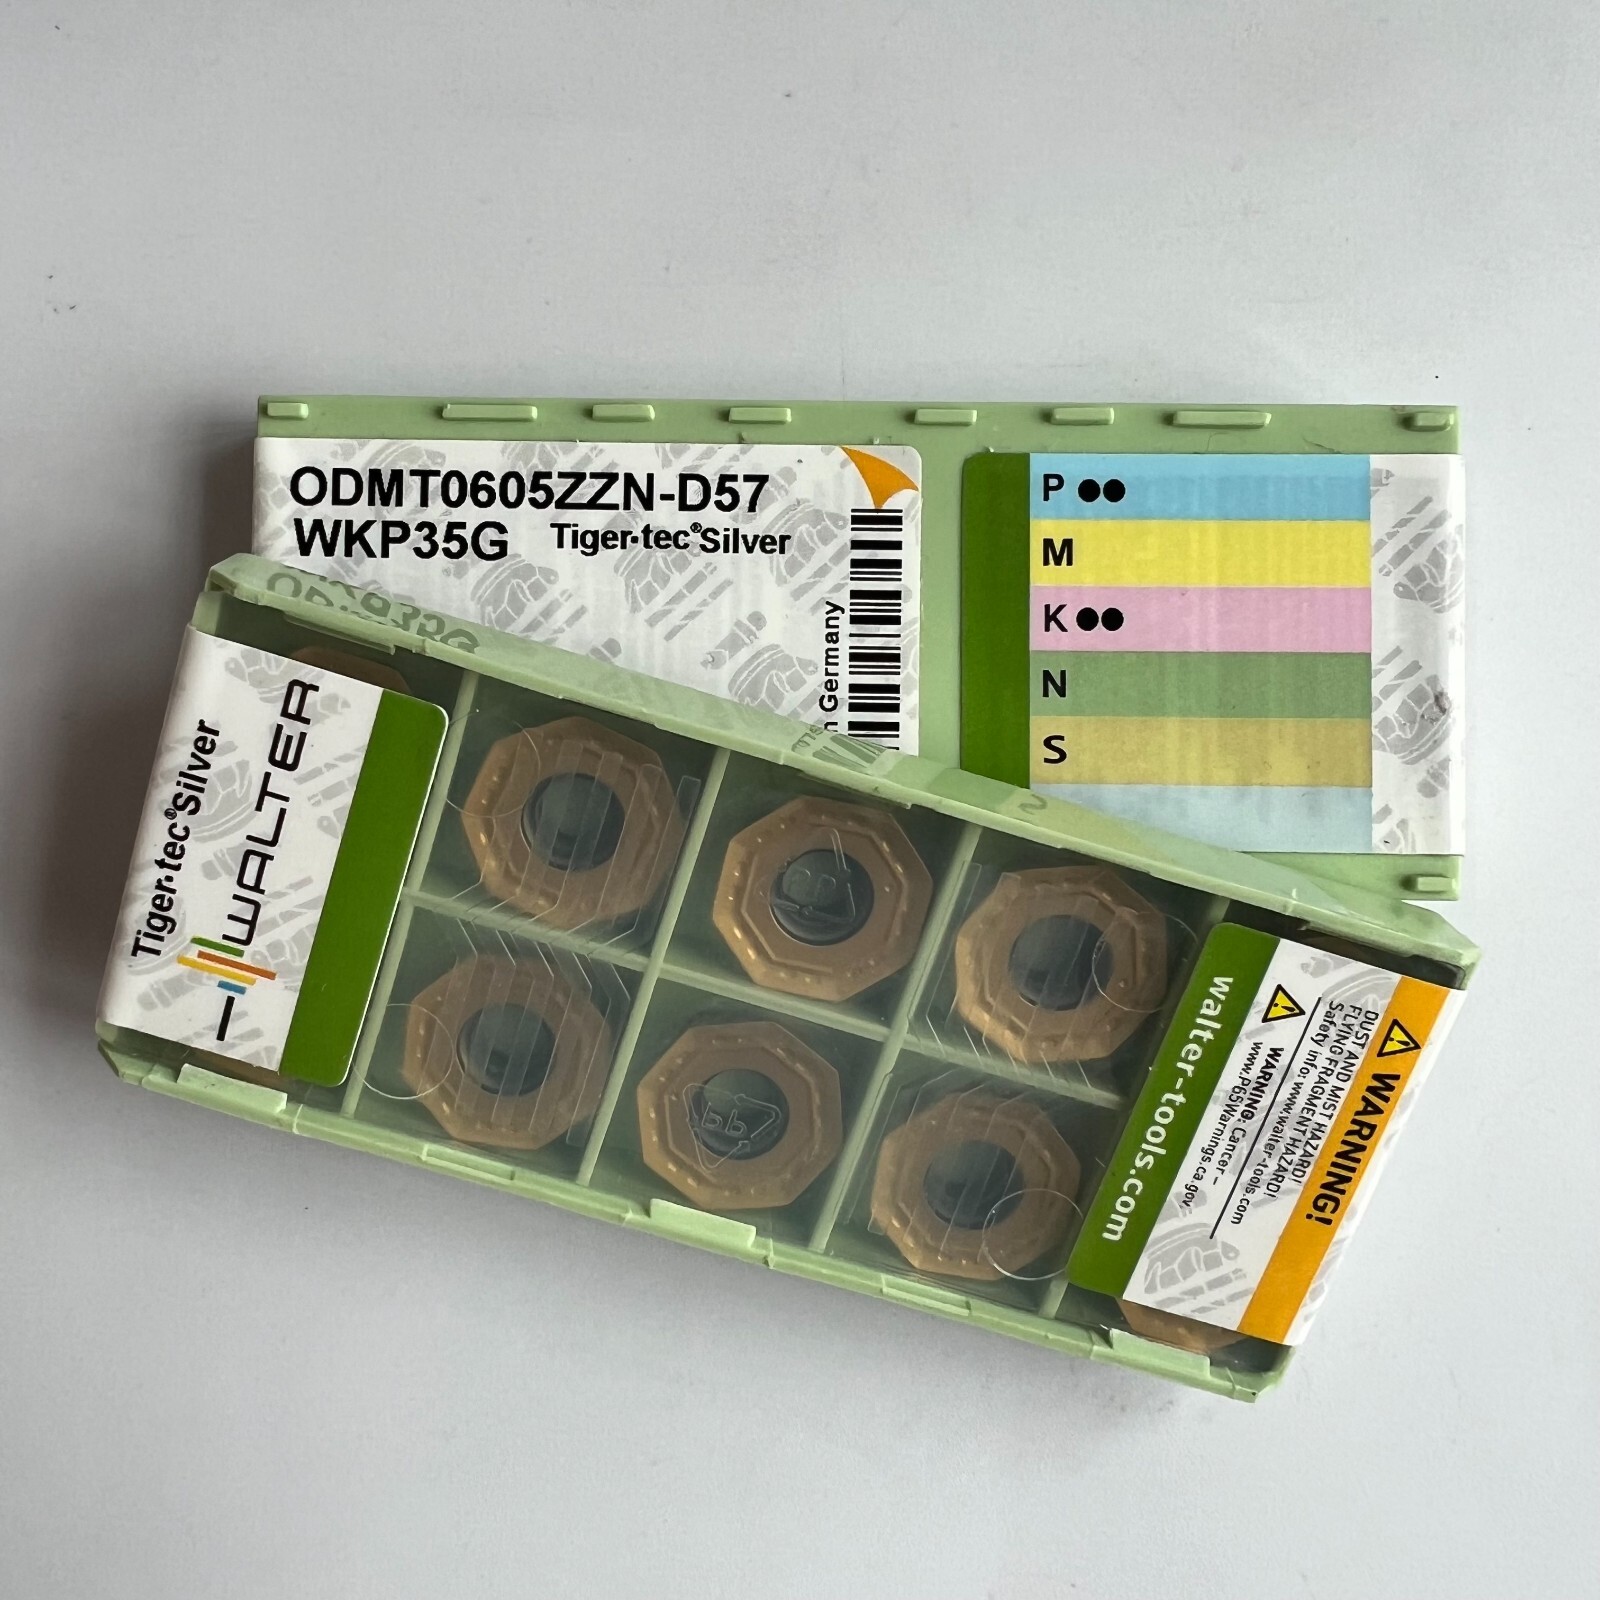 ODMT0605ZZN-D57
WKP35G Tiger·tec®Silver
Germany
P ●●
M
K ●●
N
S
Tiger·tec®Silver
WALTER
walter-tools.com
WARNING!
DUST AND MIST HAZARD!
FLYING FRAGMENT HAZARD!
Safety info: www.walter-tools.com
WARNING: Cancer –
www.P65Warnings.ca.gov